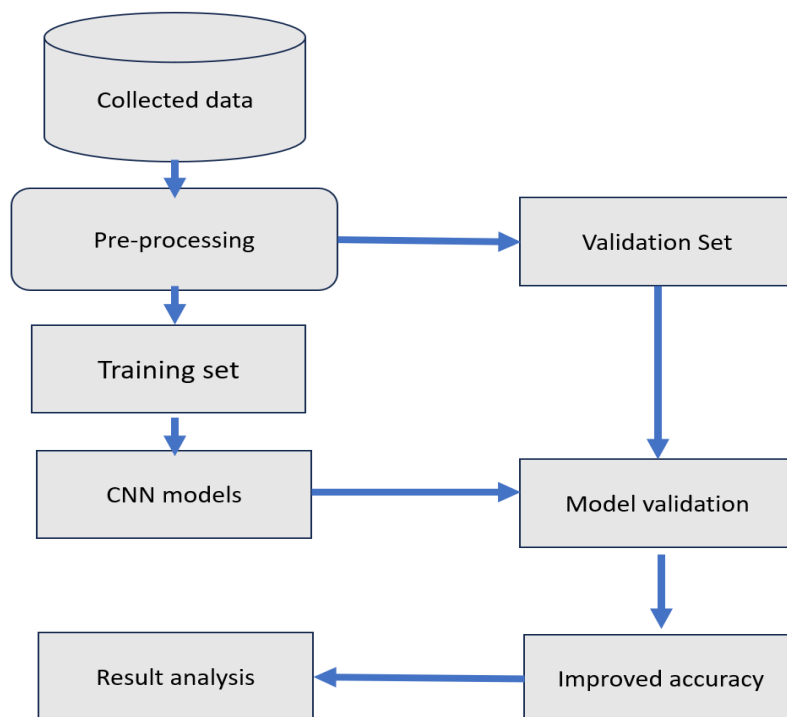 Collected data
Pre-processing
Validation Set
Training set
CNN models
Model validation
Result analysis
Improved accuracy